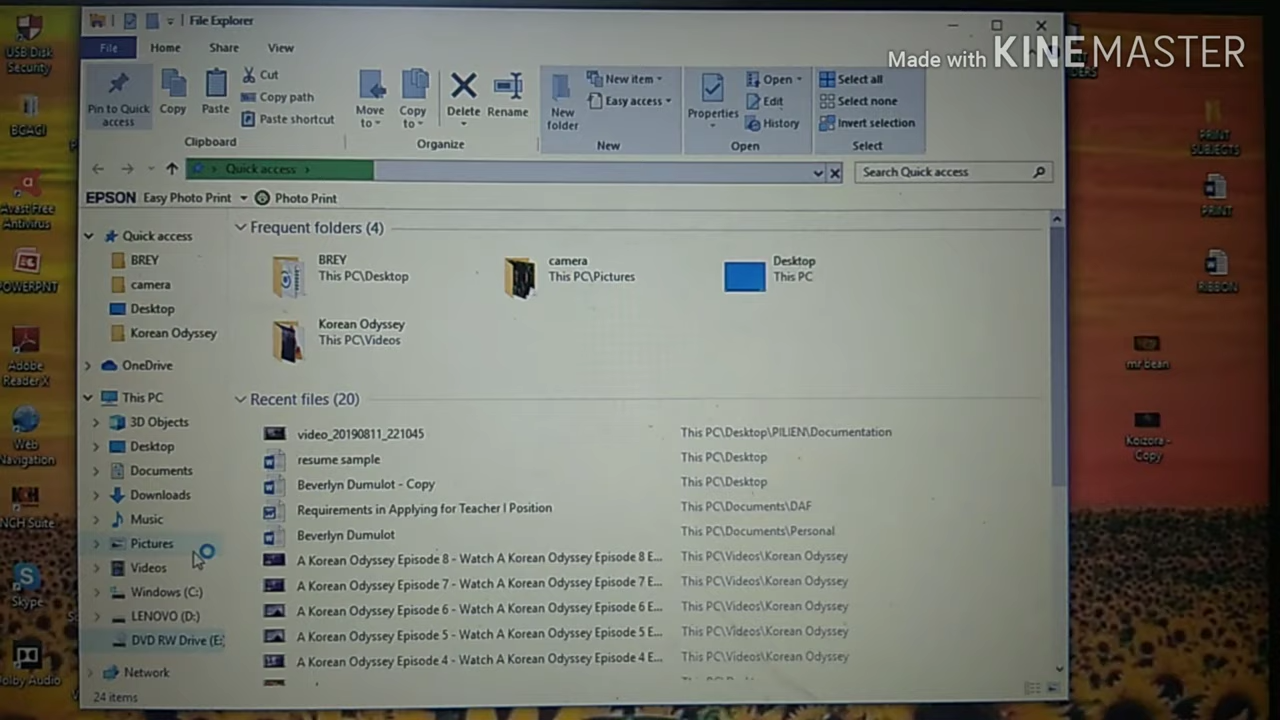 File Explorer
File Home Share View
Made with KINEMASTER
Pin to Quick access
Copy
Paste
Cut
Copy path
Paste shortcut
Clipboard
Move to
Copy to
Delete
Rename
Organize
New folder
New item
Easy access
New
Properties
Open
Edit
History
Open
Select all
Select none
Invert selection
Select
Quick access
Search Quick access
EPSON Easy Photo Print Photo Print
Quick access
BREY
camera
Desktop
Korean Odyssey
OneDrive
This PC
3D Objects
Desktop
Documents
Downloads
Music
Pictures
Videos
Windows (C:)
LENOVO (D:)
DVD RW Drive (E:
Network
24 items
Frequent folders (4)
BREY
This PC\Desktop
camera
This PC\Pictures
Desktop
This PC
Korean Odyssey
This PC\Videos
Recent files (20)
video_20190811_221045 This PC\Desktop\PILIEN\Documentation
resume sample This PC\Desktop
Beverlyn Dumulot - Copy This PC\Desktop
Requirements in Applying for Teacher I Position This PC\Documents\DAF
Beverlyn Dumulot This PC\Documents\Personal
A Korean Odyssey Episode 8 - Watch A Korean Odyssey Episode 8 E... This PC\Videos\Korean Odyssey
A Korean Odyssey Episode 7 - Watch A Korean Odyssey Episode 7 E... This PC\Videos\Korean Odyssey
A Korean Odyssey Episode 6 - Watch A Korean Odyssey Episode 6 E... This PC\Videos\Korean Odyssey
A Korean Odyssey Episode 5 - Watch A Korean Odyssey Episode 5 E... This PC\Videos\Korean Odyssey
A Korean Odyssey Episode 4 - Watch A Korean Odyssey Episode 4 E... This PC\Videos\Korean Odyssey
USB Disk
Security
Avast Free
Antivirus
POWERPNT
Adobe
Reader X
Web
Navigation
NCH Suite
Skype
Dolby Audio
PRINT
SUBJECTS
PRINT
RIBBON
mr bean
Koizora -
Copy